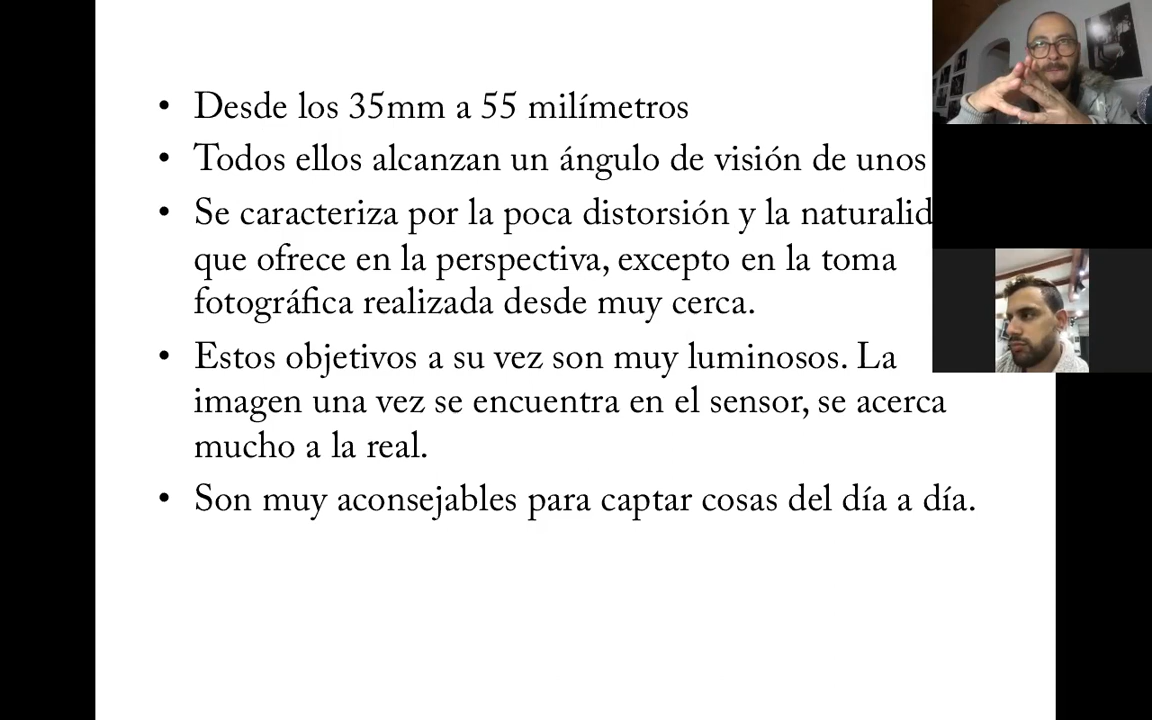 • Desde los 35mm a 55 milímetros
• Todos ellos alcanzan un ángulo de visión de unos
• Se caracteriza por la poca distorsión y la
que ofrece en la perspectiva, excepto en la toma
fotográfica realizada desde muy cerca.
• Estos objetivos a su vez son muy luminosos. La
imagen una vez se encuentra en el sensor, se acerca
mucho a la real.
• Son muy aconsejables para captar cosas del día a día.